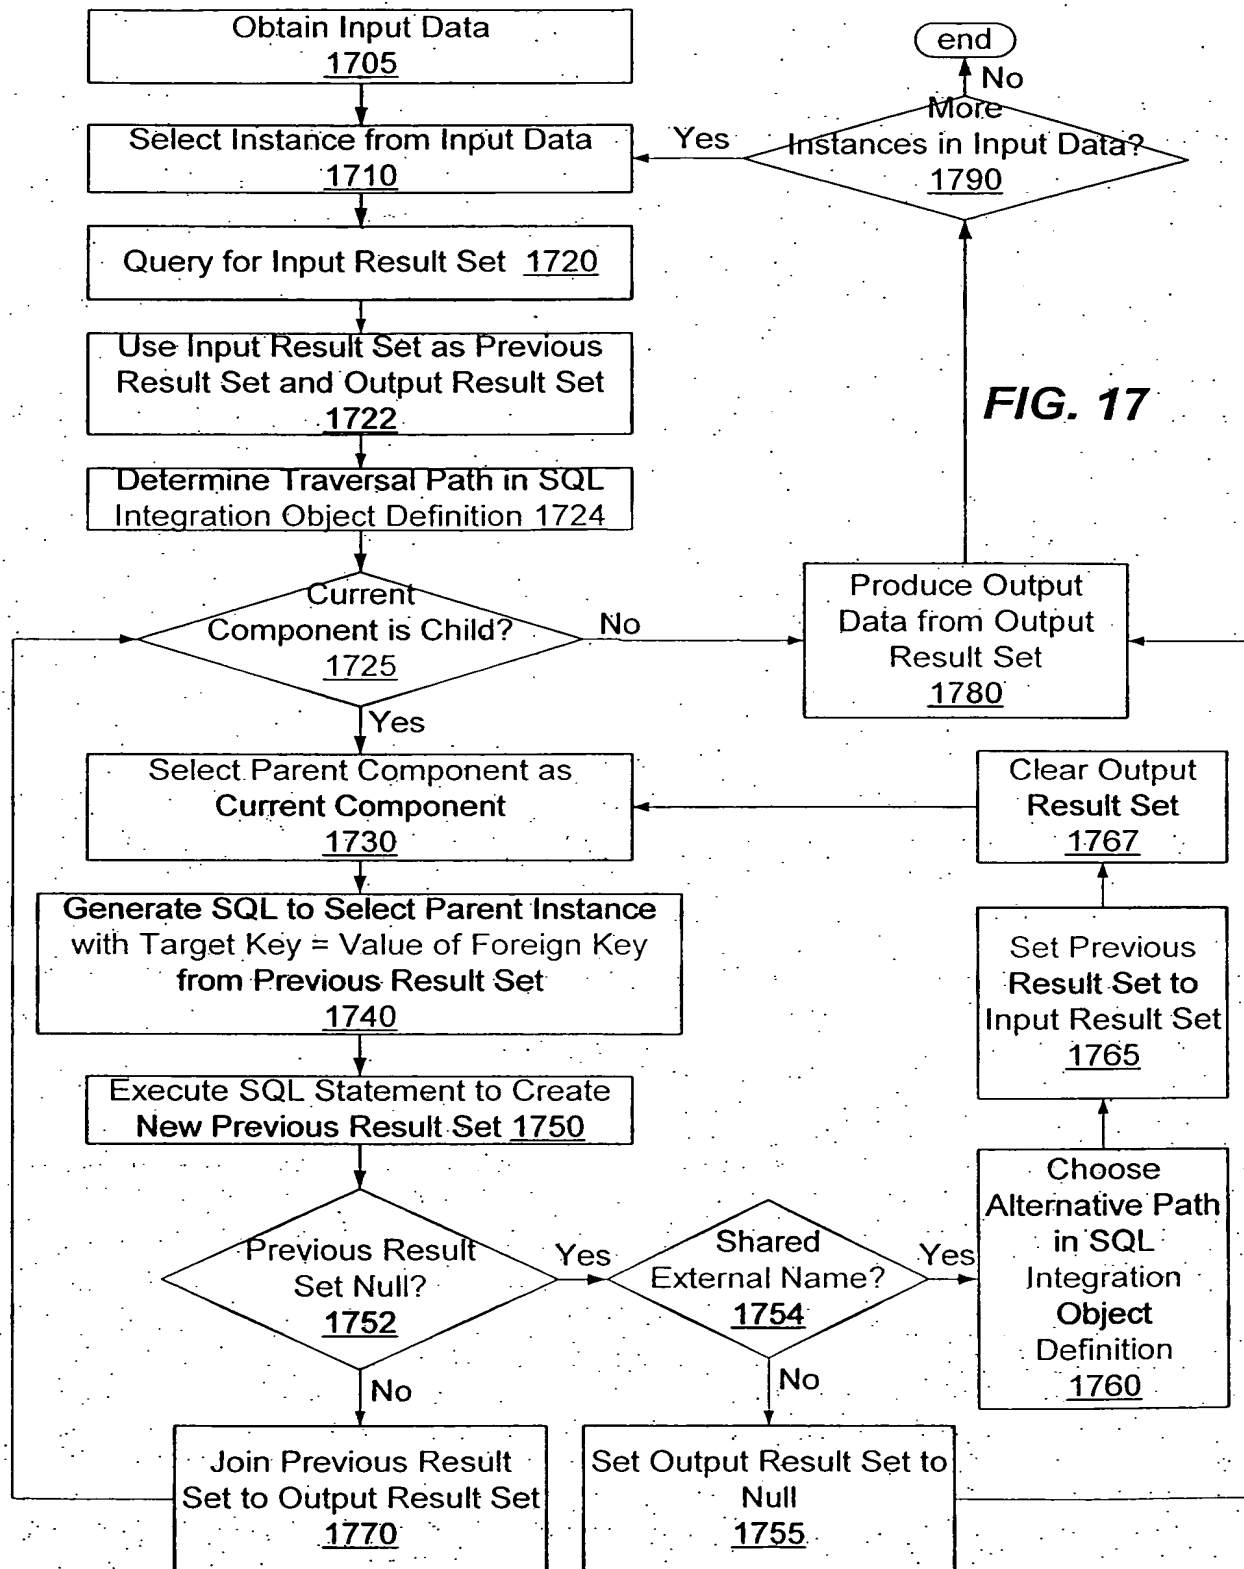 Obtain Input Data
1705
Select Instance from Input Data
1710
Query for Input Result Set 1720
Use Input Result Set as Previous
Result Set and Output Result Set
1722
Determine Traversal Path in SQL
Integration Object Definition 1724
Current
Component is Child?
1725
No
Yes
Select Parent Component as
Current Component
1730
Generate SQL to Select Parent Instance
with Target Key = Value of Foreign Key
from Previous Result Set
1740
Execute SQL Statement to Create
New Previous Result Set 1750
Previous Result
Set Null?
1752
Yes
No
Join Previous Result
Set to Output Result Set
1770
Shared
External Name?
1754
Yes
No
Set Output Result Set to
Null
1755
Choose
Alternative Path
in SQL
Integration
Object
Definition
1760
Set Previous
Result Set to
Input Result Set
1765
Clear Output
Result Set
1767
Produce Output
Data from Output
Result Set
1780
FIG. 17
More
Instances in Input Data?
1790
Yes
No
end